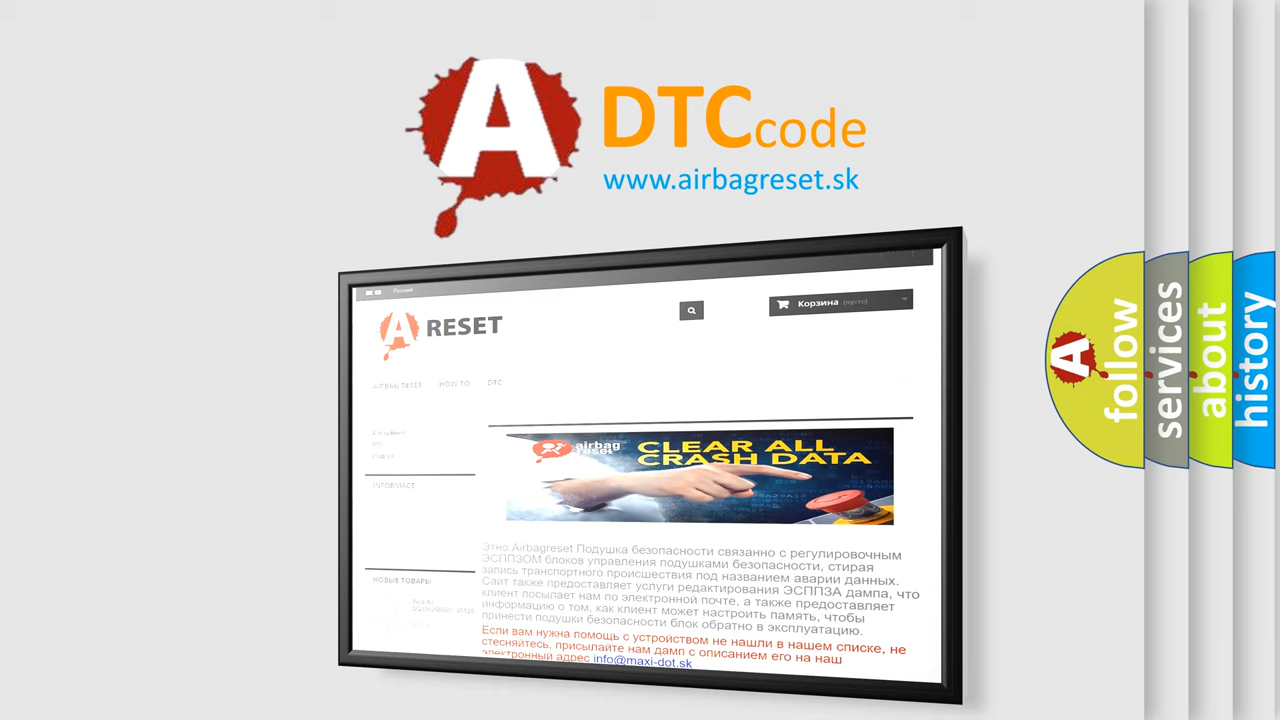 A DTCcode
www.airbagreset.sk
Русский
A RESET
Корзина (пусто)
AIRBAG RESET HOW TO DTC
DTC
INFORMACE
airbag
reset
CLEAR ALL
CRASH DATA
Этно Airbagreset Подушка безопасности связанно с регулировочным
ЭСППЗОМ блоков управления подушками безопасности, стирая
запись транспортного происшествия под названием аварии данных.
Сайт также предоставляет услуги редактирования ЭСППЗА дампа, что
клиент посылает нам по электронной почте, а также предоставляет
информацию о том, как клиент может настроить память, чтобы
принести подушки безопасности блок обратно в эксплуатацию.
Если вам нужна помощь с устройством не нашли в нашем списке, не
стесняйтесь, присылайте нам дамп с описанием его на наш
электронный адрес info@maxi-dot.sk
НОВЫЕ ТОВАРЫ
A
follow
services
about
history